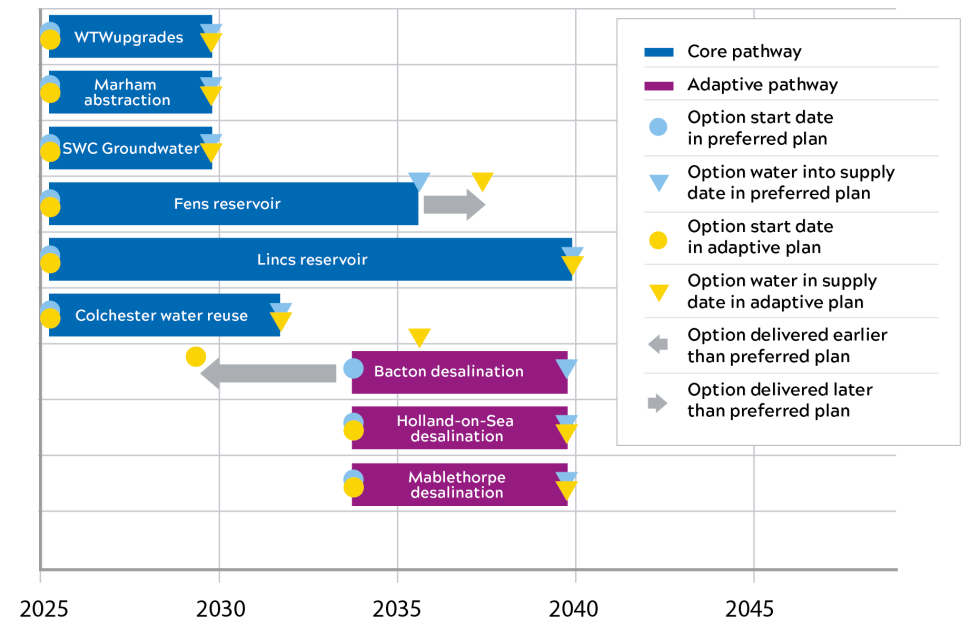 WTWupgrades
Marham
abstraction
SWC Groundwater
Fens reservoir
Lincs reservoir
Colchester water reuse
Bacton desalination
Holland-on-Sea
desalination
Mablethorpe
desalination
Core pathway
Adaptive pathway
Option start date
in preferred plan
Option water into supply
date in preferred plan
Option start date
in adaptive plan
Option water in supply
date in adaptive plan
Option delivered earlier
than preferred plan
Option delivered later
than preferred plan
2025 2030 2035 2040 2045